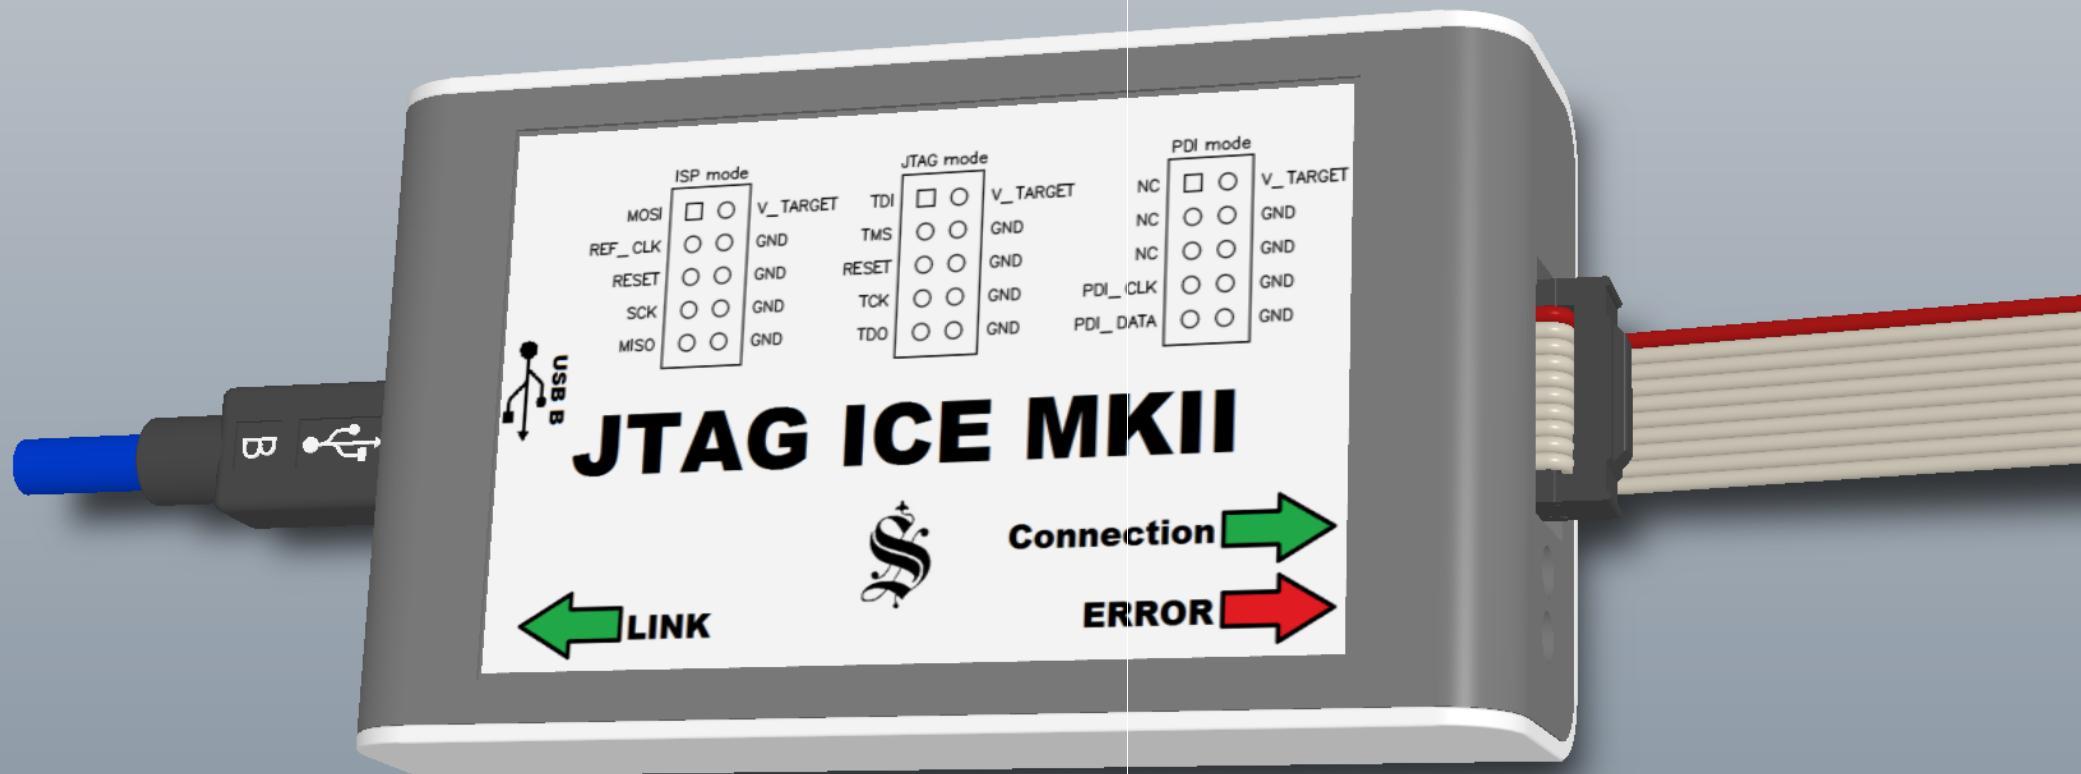 ISP mode
MOSI V_TARGET
REF_CLK GND
RESET GND
SCK GND
MISO GND
JTAG mode
TDI V_TARGET
TMS GND
RESET GND
TCK GND
TDO GND
PDI mode
NC V_TARGET
NC GND
NC GND
PDI_CLK GND
PDI_DATA GND
USB B
B
JTAG ICE MKII
S
Connection
ERROR
LINK